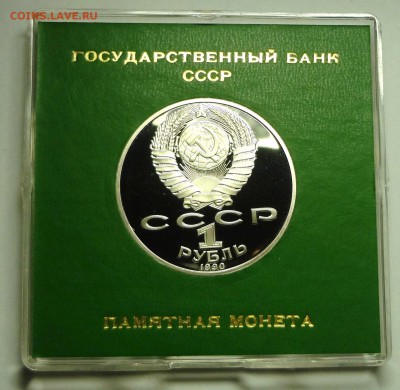 COINS.LAVE.RU
ГОСУДАРСТВЕННЫЙ БАНК
СССР
СССР
1
РУБЛЬ
1990
ПАМЯТНАЯ МОНЕТА